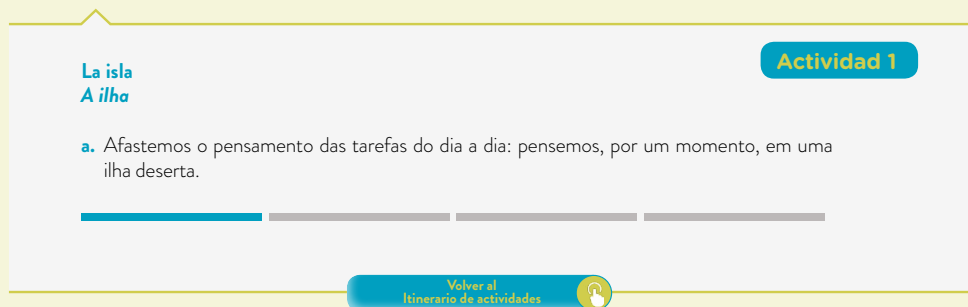 Actividad 1
La isla
A ilha
a. Afastemos o pensamento das tarefas do dia a dia: pensemos, por um momento, em uma
ilha deserta.
Volver al
Itinerario de actividades